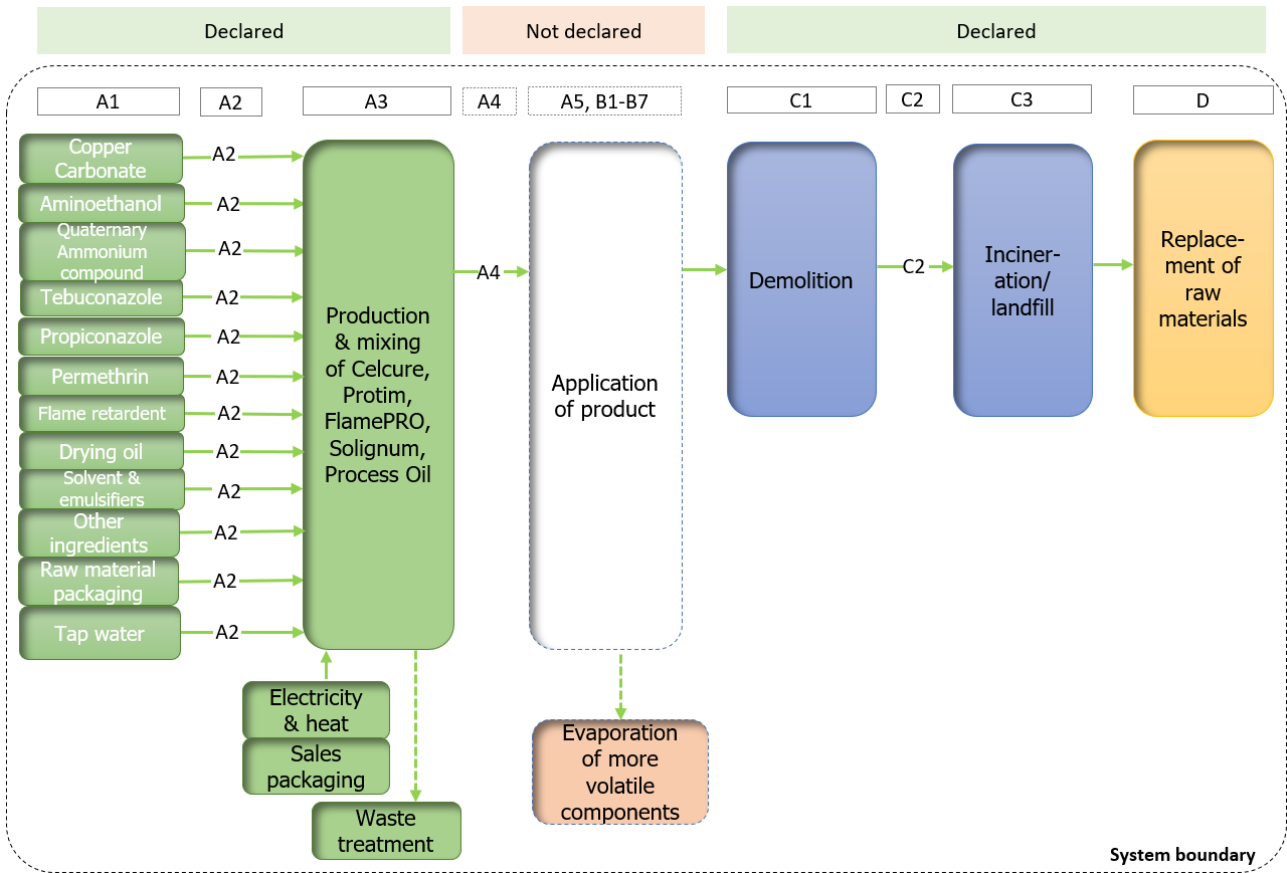 Declared
Not declared
Declared
A1
A2
A3
A4
A5, B1-B7
C1
C2
C3
D
Copper
Carbonate
A2
Aminoethanol
A2
Quaternary
Ammonium
compound
A2
Tebuconazole
A2
Propiconazole
A2
Permethrin
A2
Flame retardent
A2
Drying oil
A2
Solvent &
emulsifiers
A2
Other
ingredients
A2
Raw material
packaging
A2
Tap water
A2
Production
& mixing
of Celcure,
Protim,
FlamePRO,
Solignum,
Process Oil
A4
Application
of product
Demolition
C2
Inciner-
ation/
landfill
Replace-
ment of
raw
materials
Electricity
& heat
Sales
packaging
Waste
treatment
Evaporation
of more
volatile
components
System boundary